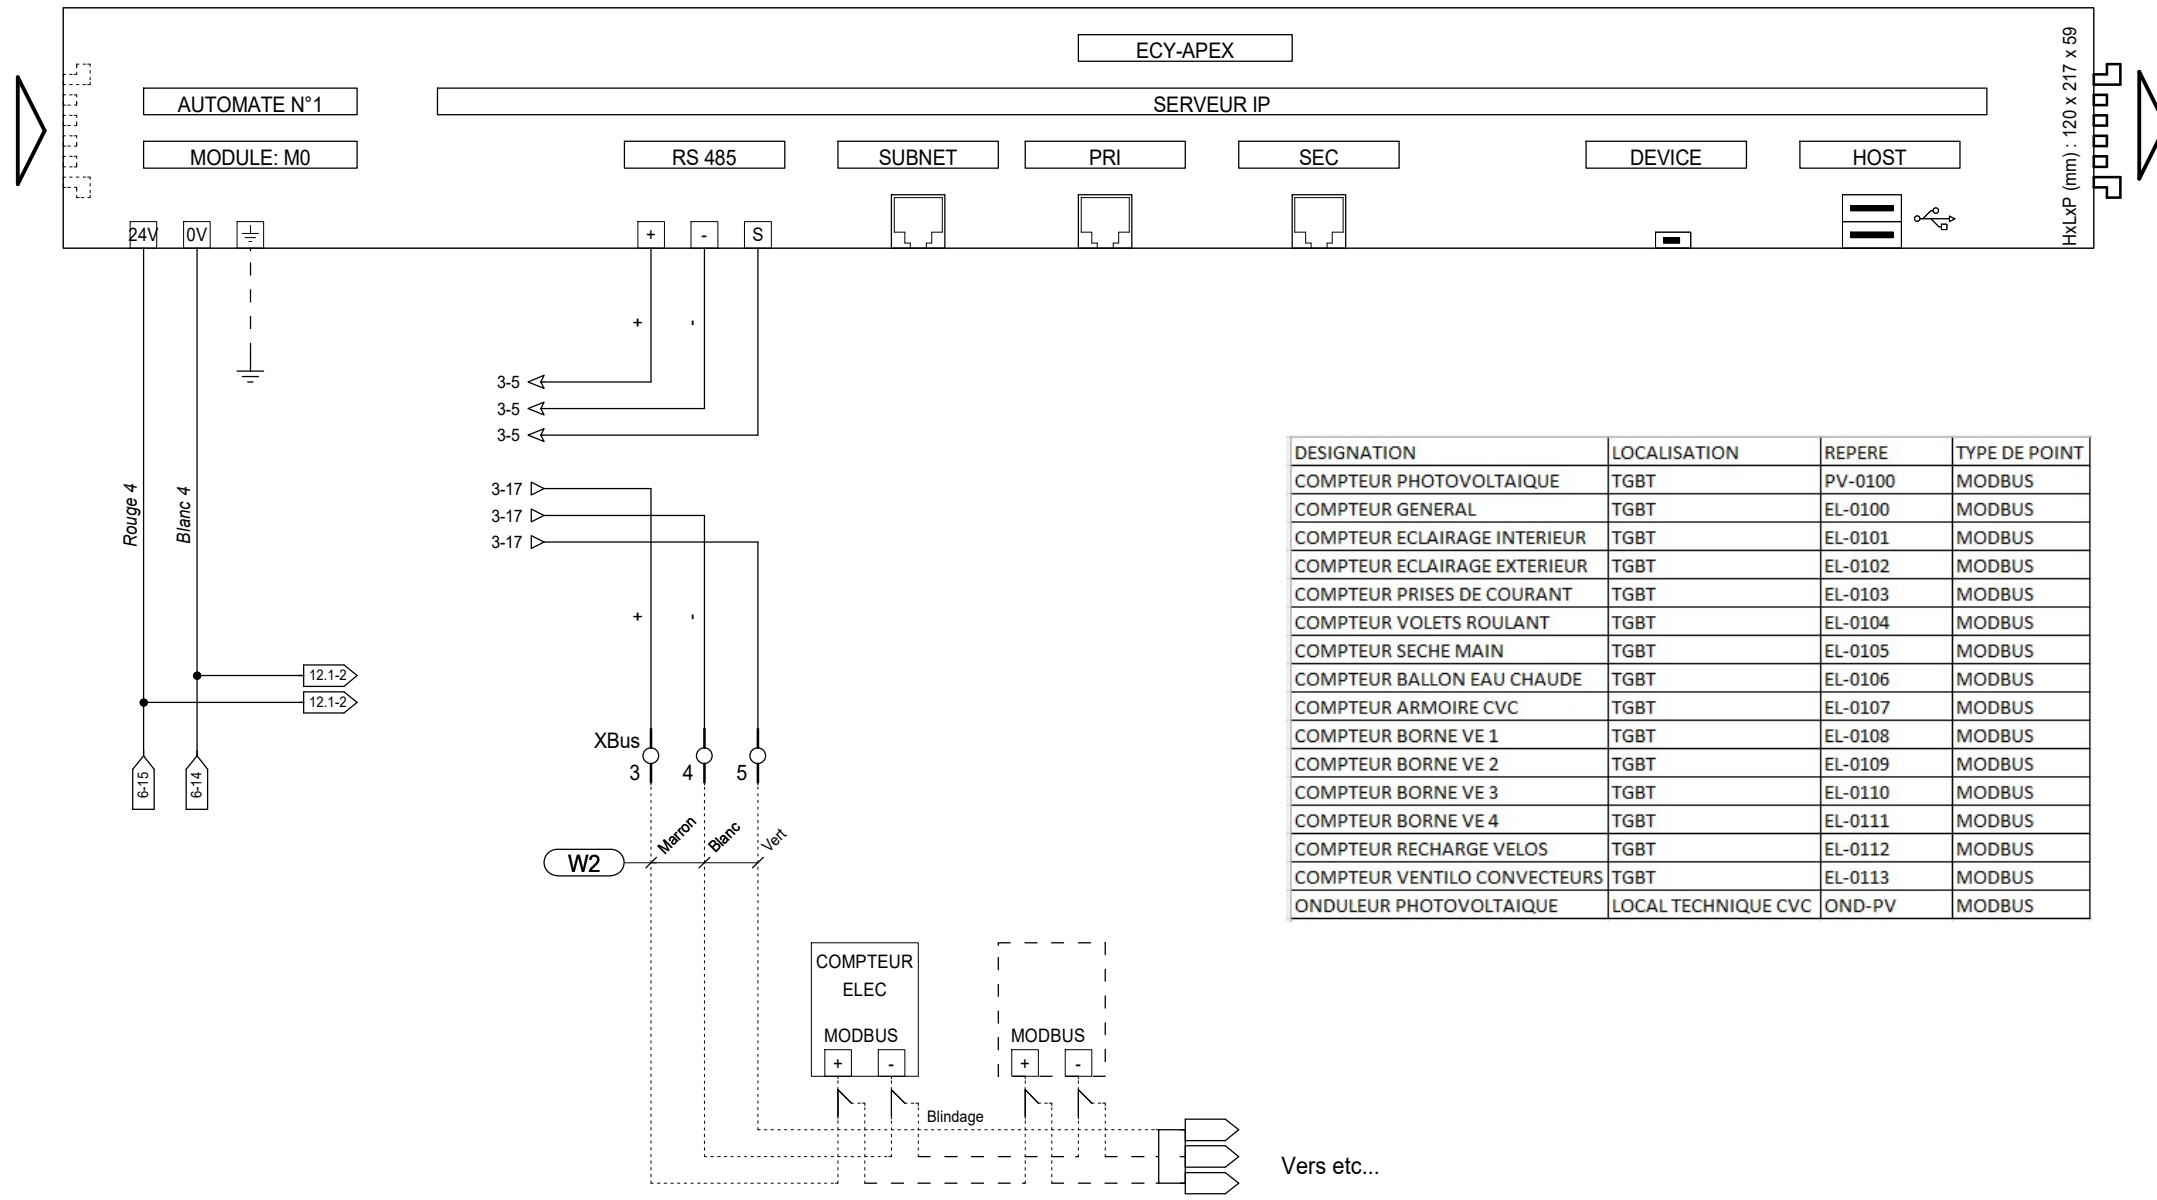 ECY-APEX
AUTOMATE N°1
SERVEUR IP
MODULE: M0
RS 485
SUBNET
PRI
SEC
DEVICE
HOST
HxLxP (mm) : 120 x 217 x 59
24V
0V
+
-
S
+
-
3-5
3-5
3-5
3-17
3-17
3-17
Rouge 4
Blanc 4
+
-
12.1-2
12.1-2
6-15
6-14
XBus
3
4
5
Marron
Blanc
Vert
W2
DESIGNATION LOCALISATION REPERE TYPE DE POINT
COMPTEUR PHOTOVOLTAIQUE TGBT PV-0100 MODBUS
COMPTEUR GENERAL TGBT EL-0100 MODBUS
COMPTEUR ECLAIRAGE INTERIEUR TGBT EL-0101 MODBUS
COMPTEUR ECLAIRAGE EXTERIEUR TGBT EL-0102 MODBUS
COMPTEUR PRISES DE COURANT TGBT EL-0103 MODBUS
COMPTEUR VOLETS ROULANT TGBT EL-0104 MODBUS
COMPTEUR SECHE MAIN TGBT EL-0105 MODBUS
COMPTEUR BALLON EAU CHAUDE TGBT EL-0106 MODBUS
COMPTEUR ARMOIRE CVC TGBT EL-0107 MODBUS
COMPTEUR BORNE VE 1 TGBT EL-0108 MODBUS
COMPTEUR BORNE VE 2 TGBT EL-0109 MODBUS
COMPTEUR BORNE VE 3 TGBT EL-0110 MODBUS
COMPTEUR BORNE VE 4 TGBT EL-0111 MODBUS
COMPTEUR RECHARGE VELOS TGBT EL-0112 MODBUS
COMPTEUR VENTILO CONVECTEURS TGBT EL-0113 MODBUS
ONDULEUR PHOTOVOLTAIQUE LOCAL TECHNIQUE CVC OND-PV MODBUS
COMPTEUR
ELEC
MODBUS
+
-
MODBUS
+
-
Blindage
Vers etc...